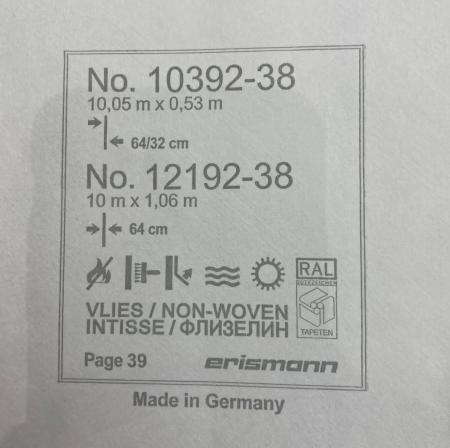 No. 10392-38
10,05 m x 0,53 m
64/32 cm
No. 12192-38
10 m x 1,06 m
64 cm
RAL
GÜTEZEICHEN
TAPETEN
VLIES / NON-WOVEN
INTISSE / ФЛИЗЕЛИН
Page 39
erismann
Made in Germany